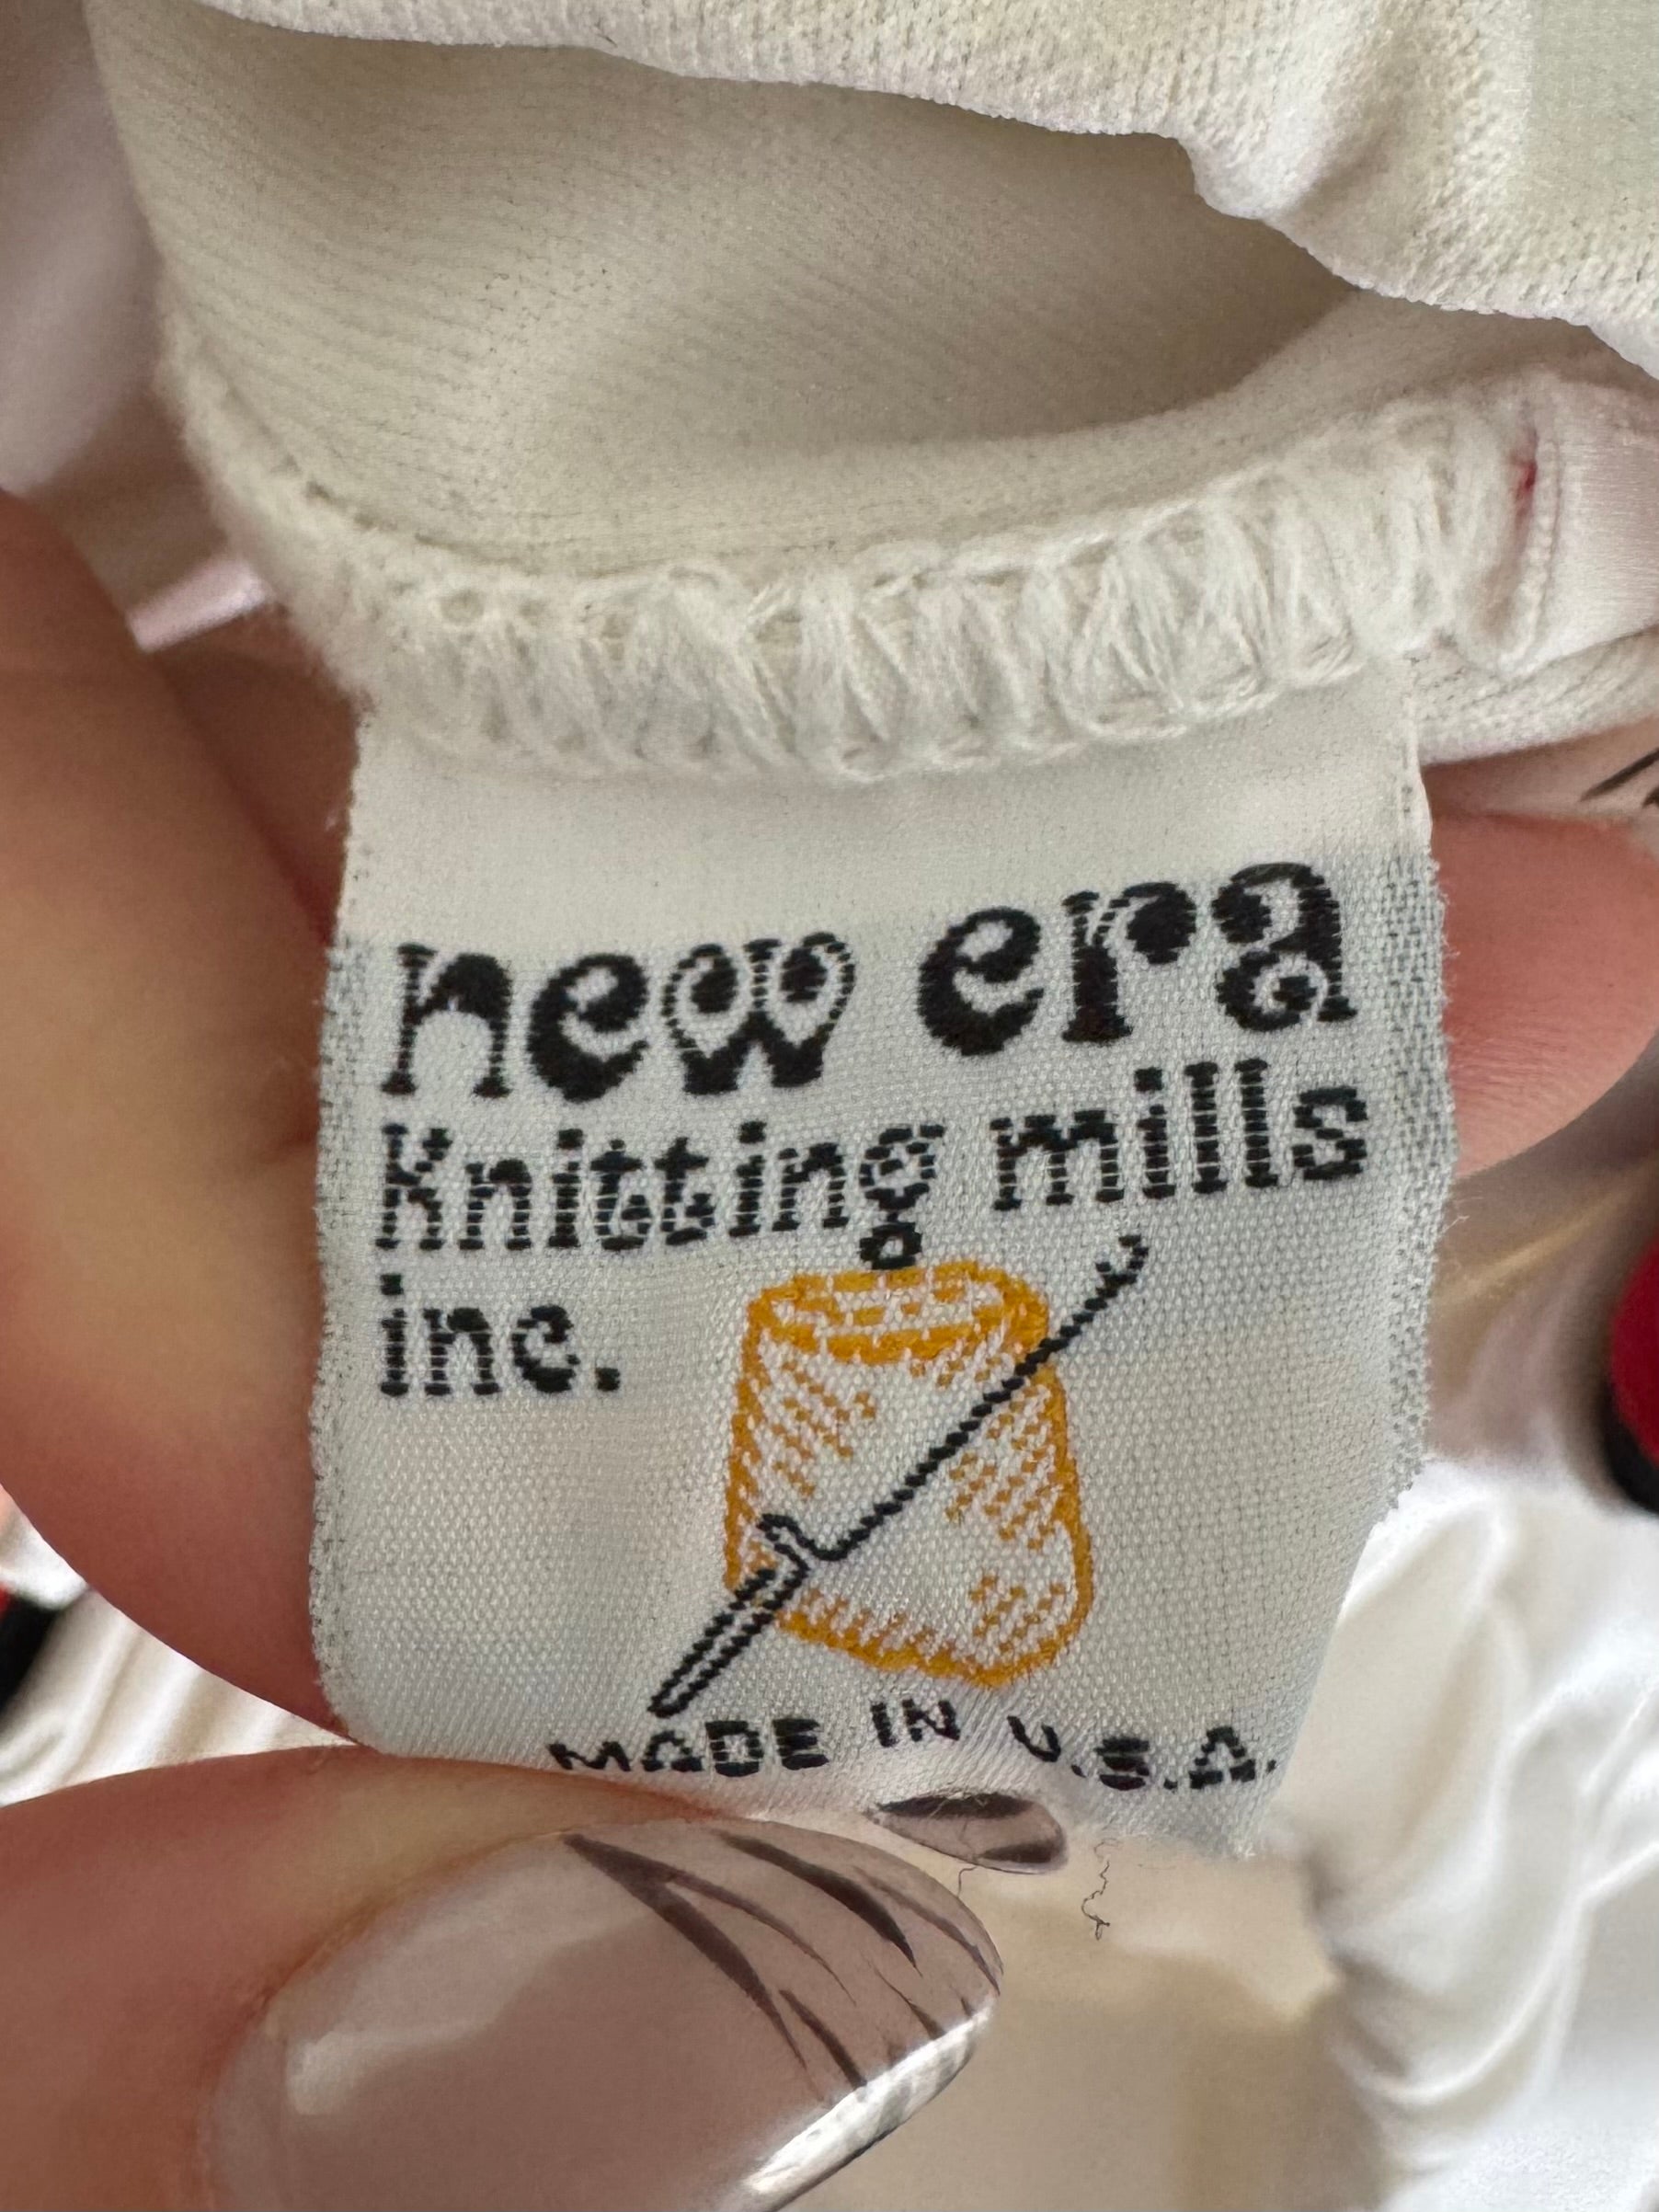 new era
Knitting mills
inc.
MADE IN U.S.A.